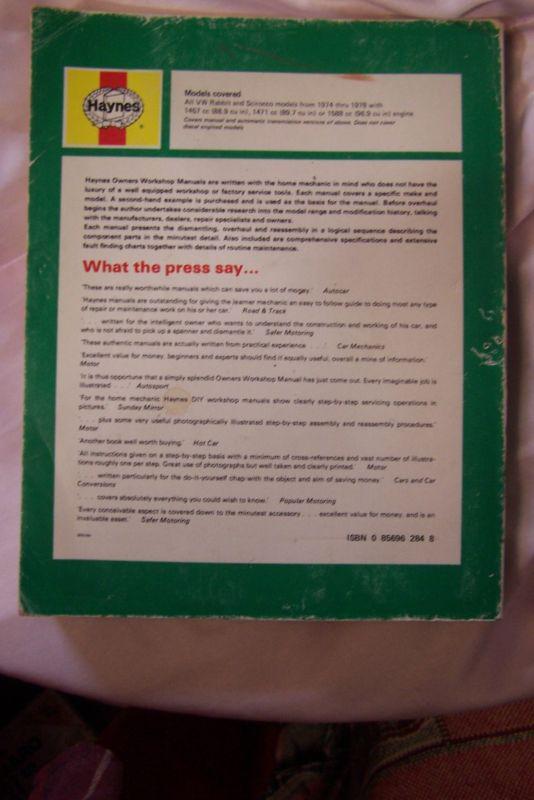 Haynes
Models covered
All VW Rabbit and Scirocco models from 1974 thru 1978 with
1457 cc (88.9 cu in), 1471 cc (89.7 cu in) or 1588 cc (96.9 cu in) engine
Covers manual and automatic transmission versions of above. Does not cover
diesel engined models
Haynes Owners Workshop Manuals are written with the home mechanic in mind who does not have the
luxury of a well equipped workshop or factory service tools. Each manual covers a specific make and
model. A second-hand example is purchased and is used as the basis for the manual. Before overhaul
begins the author undertakes considerable research into the model range and modification history, talking
with the manufacturers, dealers, repair specialists and owners.
Each manual presents the dismantling, overhaul and reassembly in a logical sequence describing the
component parts in the minutest detail. Also included are comprehensive specifications and extensive
fault finding charts together with details of routine maintenance.
What the press say...
'These are really worthwhile manuals which can save you a lot of money.' Autocar
'Haynes manuals are outstanding for giving the learner mechanic an easy to follow guide to doing most any type
of repair or maintenance work on his or her car.' Road & Track
'. . . written for the intelligent owner who wants to understand the construction and working of his car, and
who is not afraid to pick up a spanner and dismantle it.' Safer Motoring
'These authentic manuals are actually written from practical experience . . .' Car Mechanics
'Excellent value for money, beginners and experts should find it equally useful, overall a mine of information.'
Motor
'It is thus opportune that a simply splendid Owners Workshop Manual has just come out. Every imaginable job is
illustrated . . .' Autosport
'For the home mechanic Haynes DIY workshop manuals show clearly step-by-step servicing operations in
pictures.' Sunday Mirror
'. . . plus some very useful photographically illustrated step-by-step assembly and reassembly procedures.'
Motor
'Another book well worth buying.' Hot Car
'All instructions given on a step-by-step basis with a minimum of cross-references and vast number of illustra-
tions roughly one per step. Great use of photographs but well taken and clearly printed.' Motor
'. . . written particularly for the do-it-yourself chap with the object and aim of saving money.' Cars and Car
Conversions
'. . . covers absolutely everything you could wish to know.' Popular Motoring
'Every conceivable aspect is covered down to the minutest accessory . . . excellent value for money, and is an
invaluable asset.' Safer Motoring
ISBN 0 85696 284 8